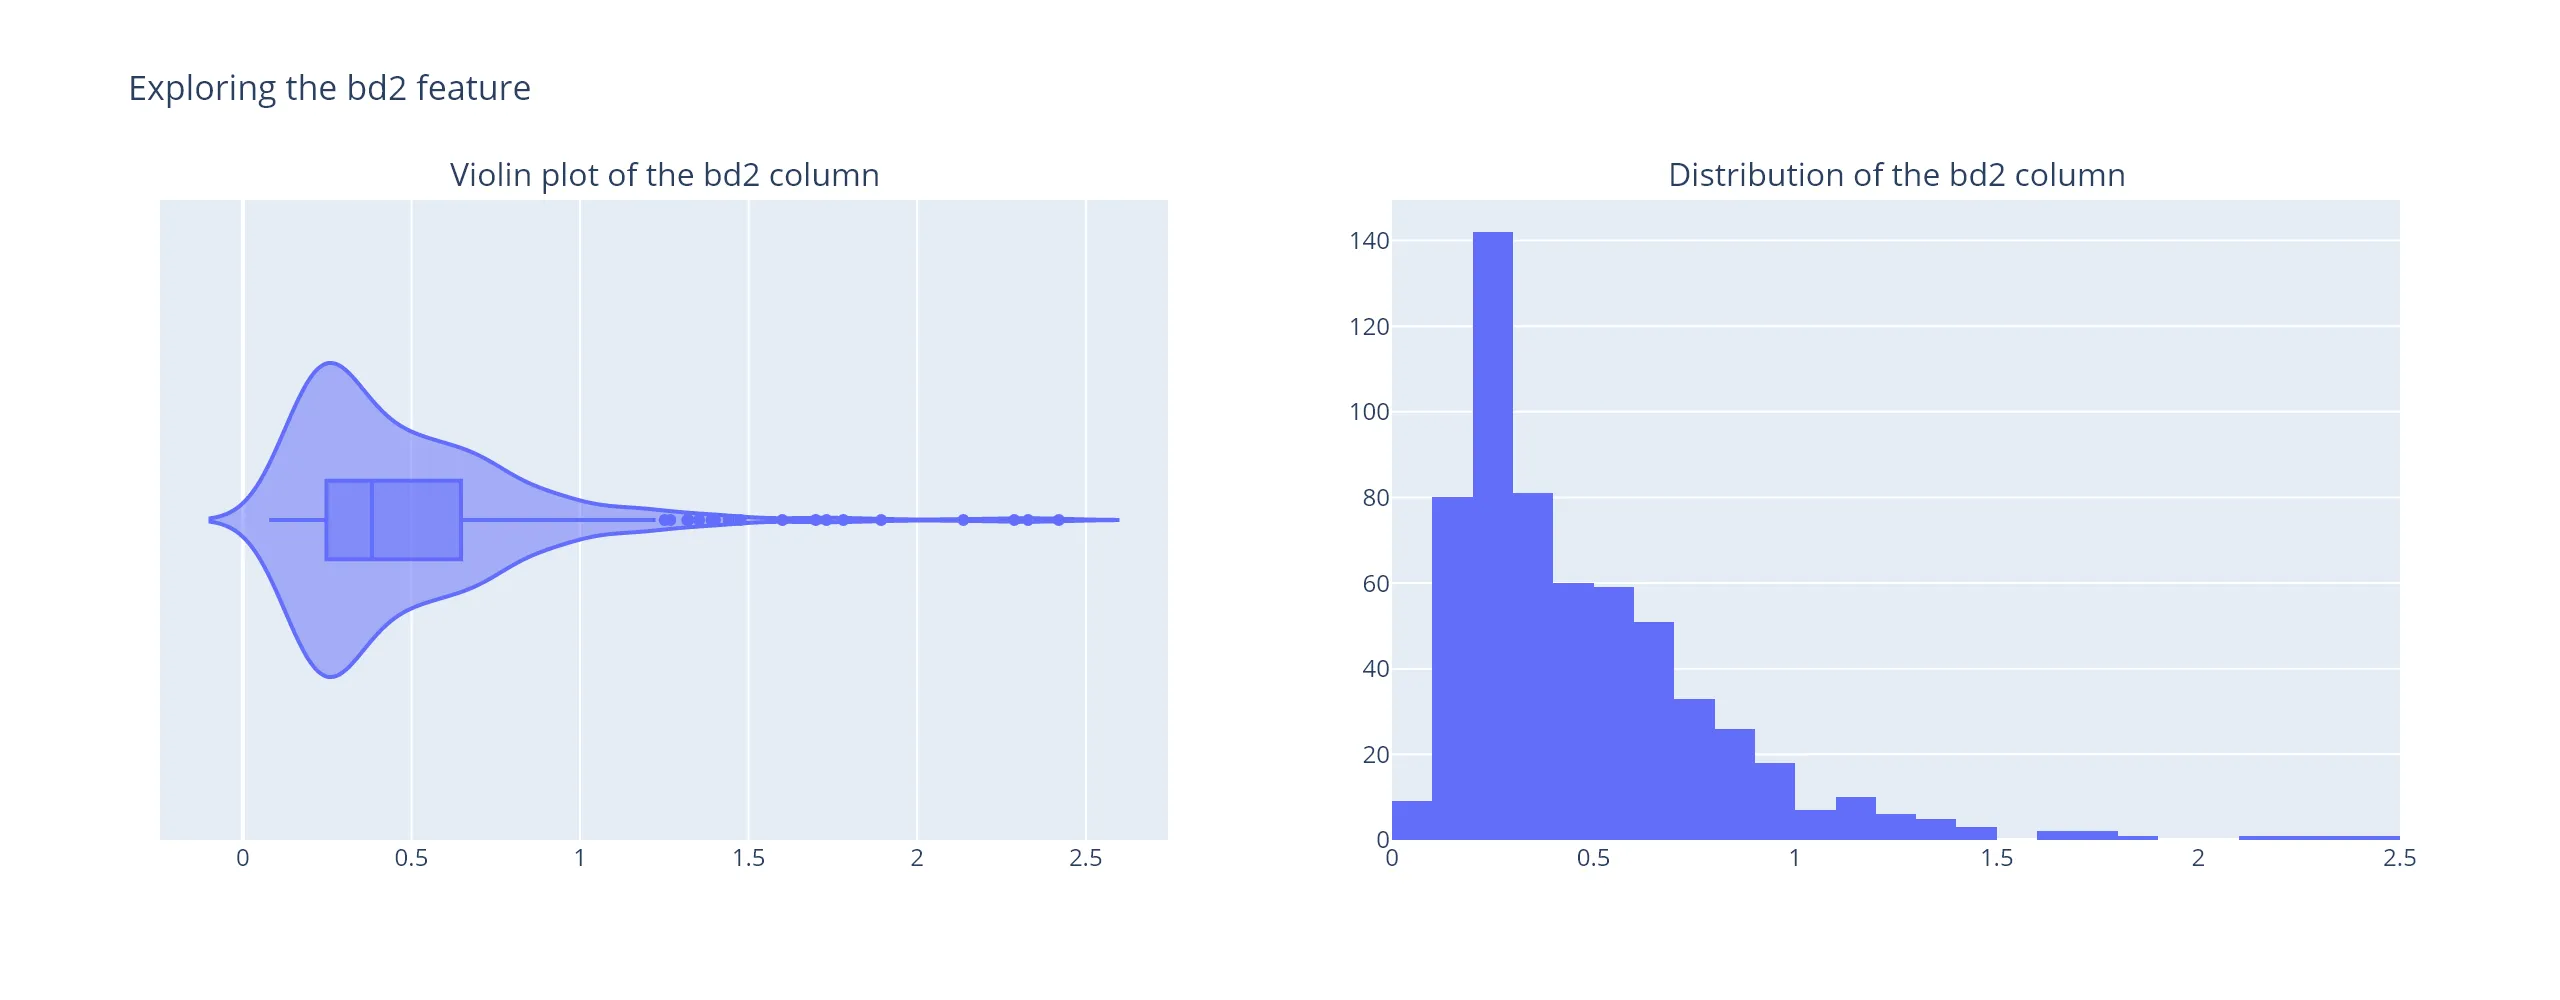 Exploring the bd2 feature
Violin plot of the bd2 column
0 0.5 1 1.5 2 2.5
Distribution of the bd2 column
140
120
100
80
60
40
20
0
0 0.5 1 1.5 2 2.5